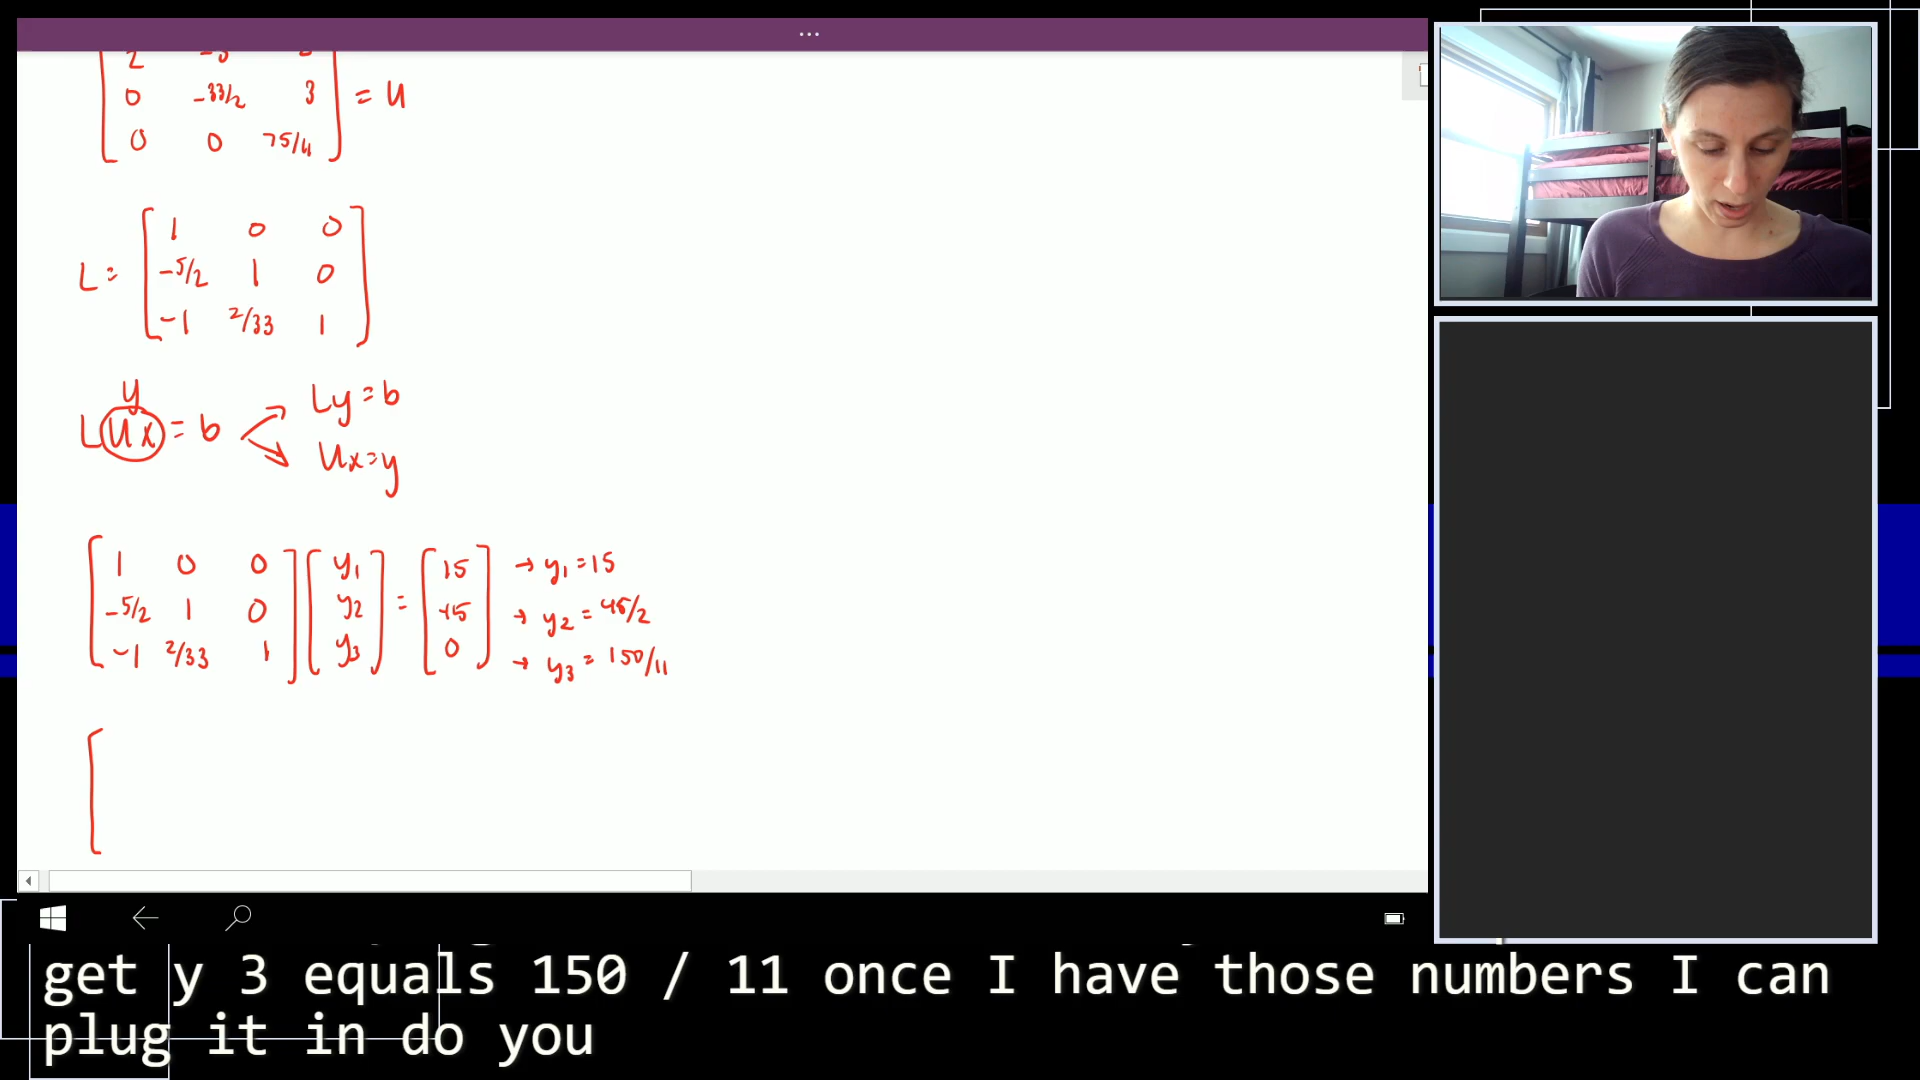 0 -33/2 3 = U
0 0 75/11
L = 1 0 0
-5/2 1 0
-1 2/33 1
y
L Ux = b
Ly = b
Ux = y
1 0 0 y1 = 15 → y1 = 15
-5/2 1 0 y2 -15 → y2 = 45/2
-1 2/33 1 y3 0 → y3 = 150/11
get y 3 equals 150 / 11 once I have those numbers I can
plug it in do you